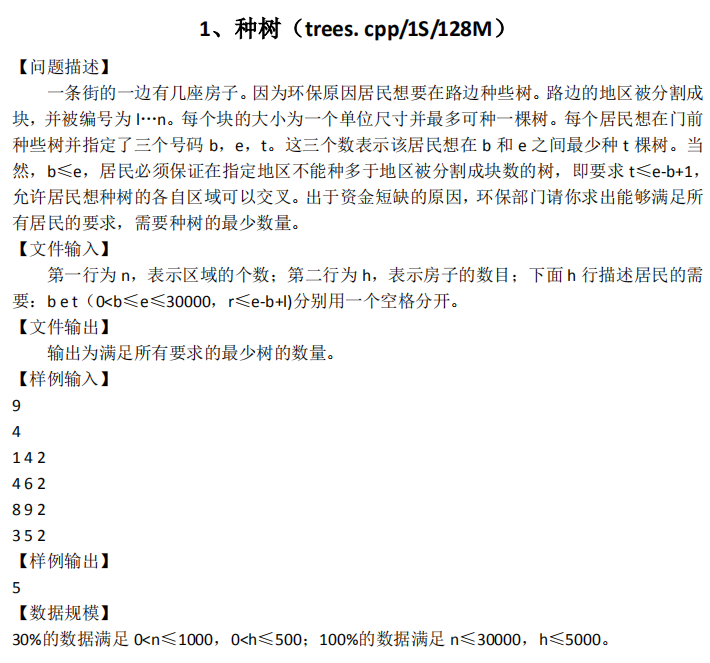 1、种树（trees. cpp/1S/128M）
【问题描述】
一条街的一边有几座房子。因为环保原因居民想要在路边种些树。路边的地区被分割成
块，并被编号为 l…n。每个块的大小为一个单位尺寸并最多可种一棵树。每个居民想在门前
种些树并指定了三个号码 b，e，t。这三个数表示该居民想在 b 和 e 之间最少种 t 棵树。当
然，b≤e，居民必须保证在指定地区不能种多于地区被分割成块数的树，即要求 t≤e-b+1，
允许居民想种树的各自区域可以交叉。出于资金短缺的原因，环保部门请你求出能够满足所
有居民的要求，需要种树的最少数量。
【文件输入】
第一行为 n，表示区域的个数；第二行为 h，表示房子的数目；下面 h 行描述居民的需
要：b e t（0<b≤e≤30000，r≤e-b+l)分别用一个空格分开。
【文件输出】
输出为满足所有要求的最少树的数量。
【样例输入】
9
4
1 4 2
4 6 2
8 9 2
3 5 2
【样例输出】
5
【数据规模】
30%的数据满足 0<n≤1000，0<h≤500；100%的数据满足 n≤30000，h≤5000。